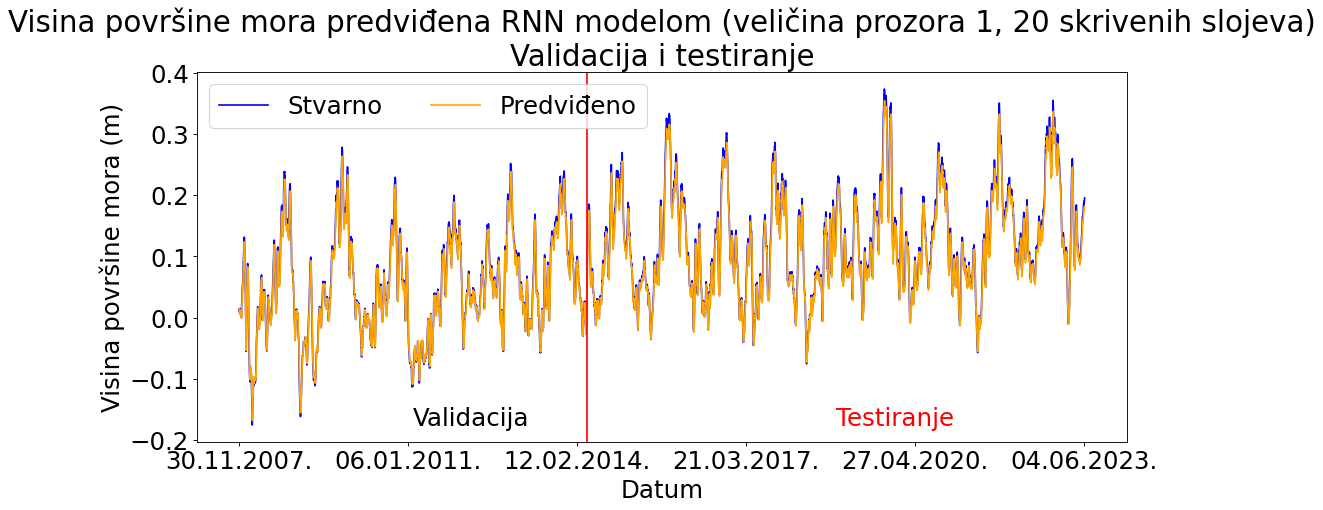 Visina površine mora predviđena RNN modelom (veličina prozora 1, 20 skrivenih slojeva)
Validacija i testiranje
Stvarno
Predviđeno
Visina površine mora (m)
0.4
0.3
0.2
0.1
0.0
−0.1
−0.2
Validacija
Testiranje
30.11.2007.
06.01.2011.
12.02.2014.
21.03.2017.
27.04.2020.
04.06.2023.
Datum